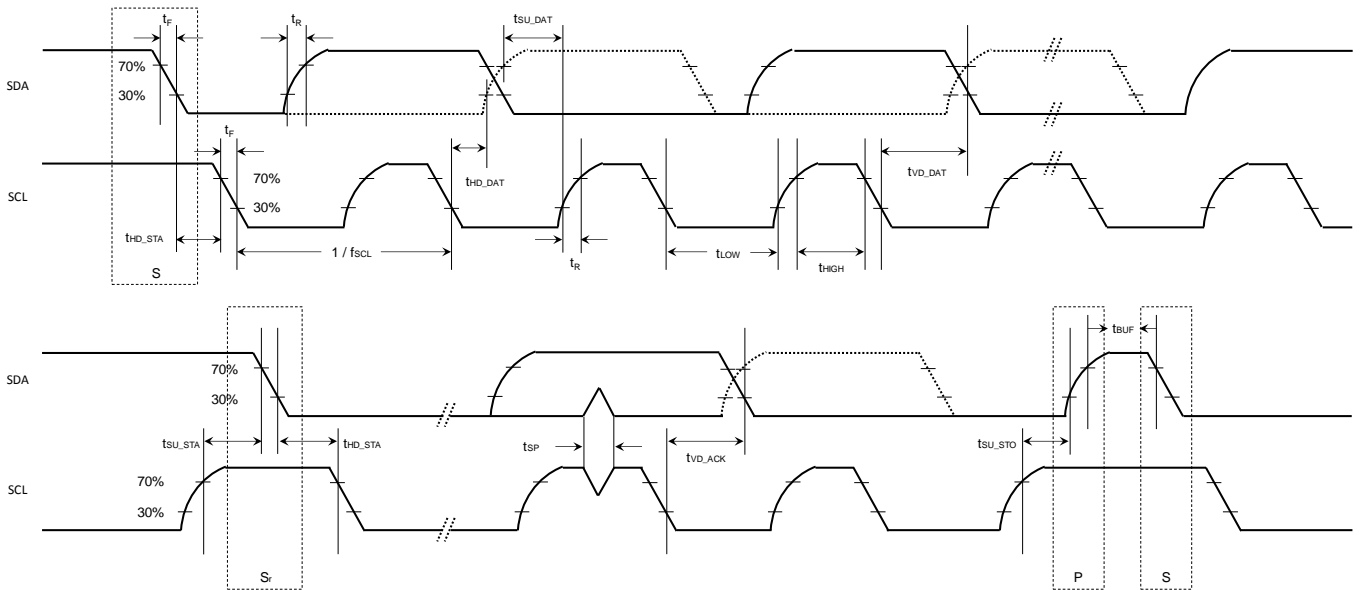 tF
tR
tSU_DAT
70%
SDA
30%
tF
tHD_DAT
tVD_DAT
70%
SCL
30%
tHD_STA
1 / fSCL
tR
tLOW
tHIGH
S
tBUF
70%
SDA
30%
tSU_STA
tHD_STA
tSP
tVD_ACK
tSU_STO
70%
SCL
30%
Sr
P
S